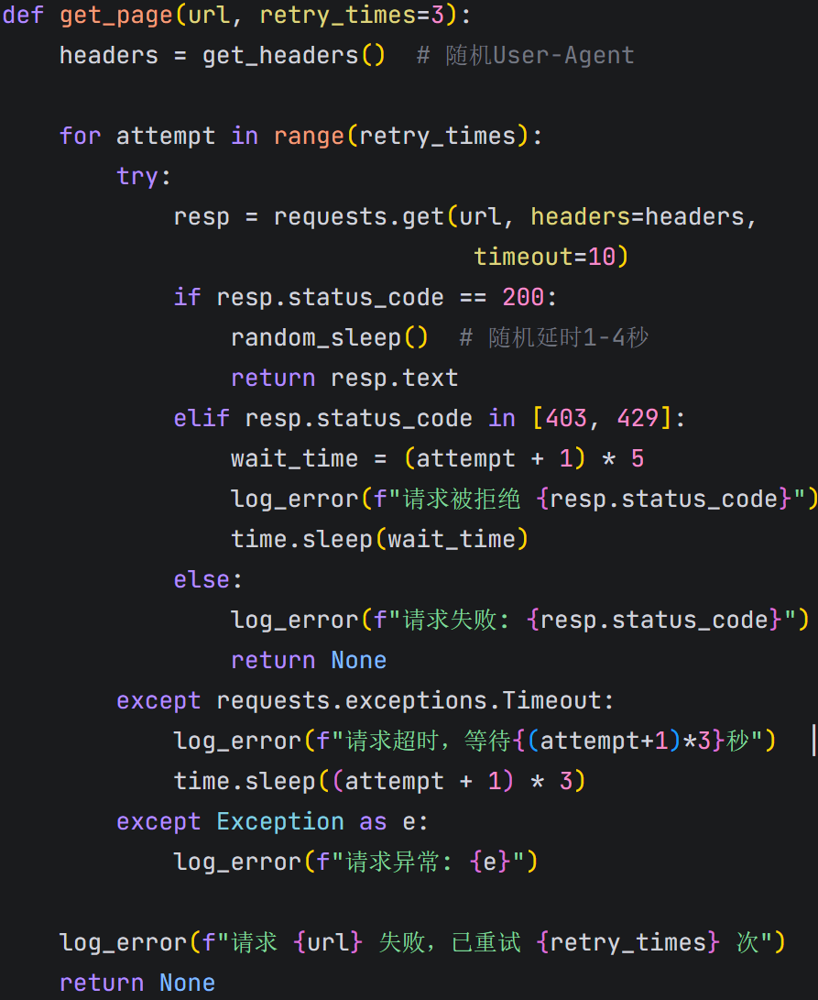 def get_page(url, retry_times=3):
    headers = get_headers()  # 随机User-Agent

    for attempt in range(retry_times):
        try:
            resp = requests.get(url, headers=headers,
                                 timeout=10)
            if resp.status_code == 200:
                random_sleep()  # 随机延时1-4秒
                return resp.text
            elif resp.status_code in [403, 429]:
                wait_time = (attempt + 1) * 5
                log_error(f"请求被拒绝 {resp.status_code}")
                time.sleep(wait_time)
            else:
                log_error(f"请求失败: {resp.status_code}")
                return None
        except requests.exceptions.Timeout:
            log_error(f"请求超时，等待{(attempt+1)*3}秒")
            time.sleep((attempt + 1) * 3)
        except Exception as e:
            log_error(f"请求异常: {e}")

    log_error(f"请求 {url} 失败，已重试 {retry_times} 次")
    return None